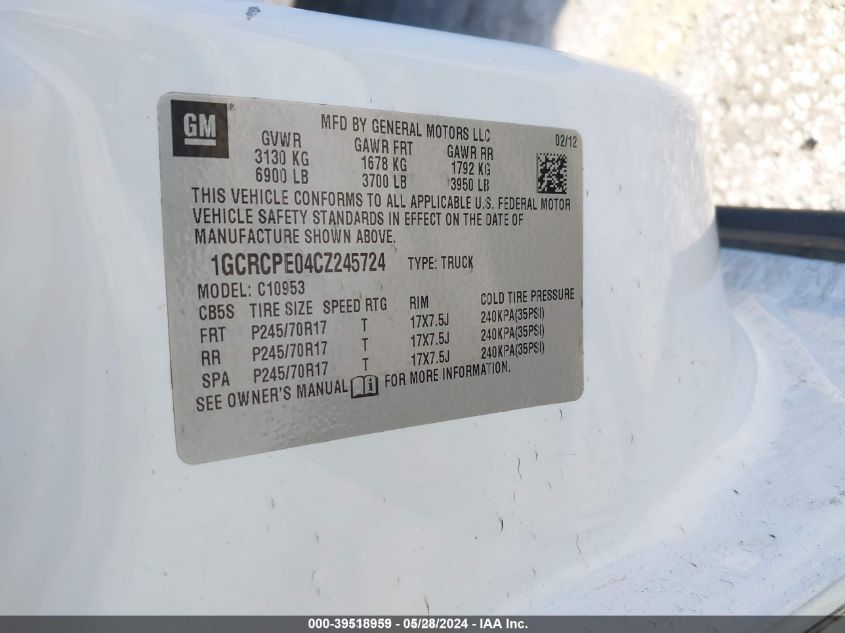 GM
MFD BY GENERAL MOTORS LLC 02/12
GVWR GAWR FRT GAWR RR
3130 KG 1678 KG 1792 KG
6900 LB 3700 LB 3950 LB
THIS VEHICLE CONFORMS TO ALL APPLICABLE U.S. FEDERAL MOTOR
VEHICLE SAFETY STANDARDS IN EFFECT ON THE DATE OF
MANUFACTURE SHOWN ABOVE.
1GCRCPE04CZ245724 TYPE: TRUCK
MODEL: C10953
CB5S TIRE SIZE SPEED RTG RIM COLD TIRE PRESSURE
FRT P245/70R17 T 17X7.5J 240KPA(35PSI)
RR P245/70R17 T 17X7.5J 240KPA(35PSI)
SPA P245/70R17 T 17X7.5J 240KPA(35PSI)
SEE OWNER'S MANUAL FOR MORE INFORMATION.
000-39518959 - 05/28/2024 - IAA Inc.